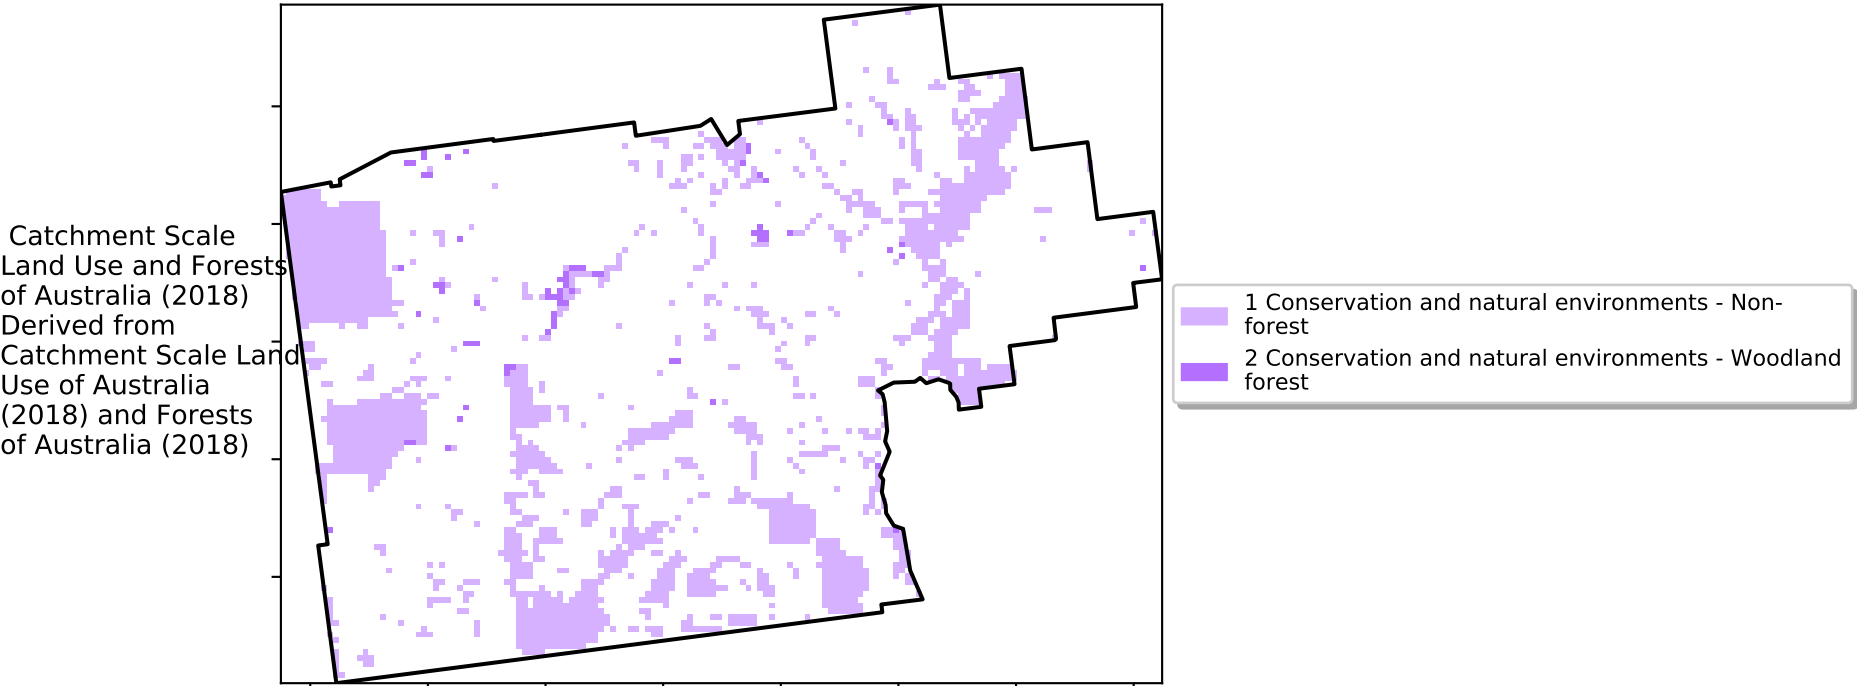 Catchment Scale
Land Use and Forests
of Australia (2018)
Derived from
Catchment Scale Land
Use of Australia
(2018) and Forests
of Australia (2018)
1 Conservation and natural environments - Non-
forest
2 Conservation and natural environments - Woodland
forest